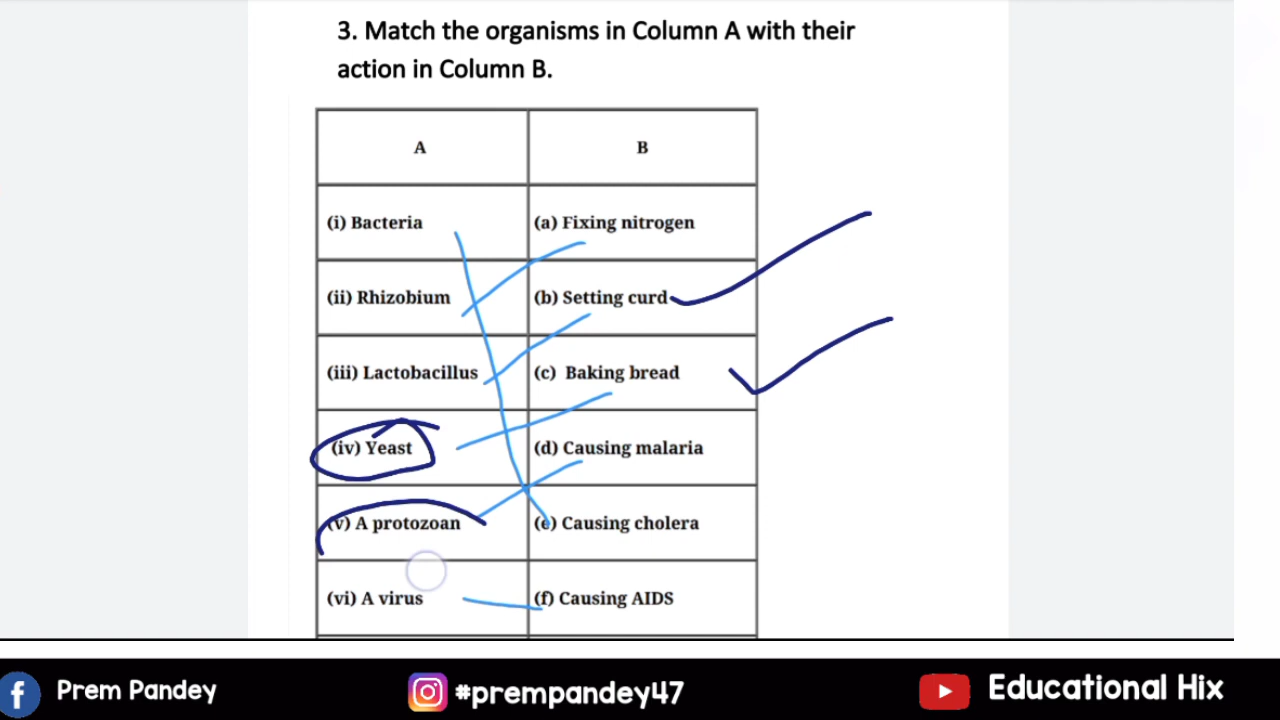 3. Match the organisms in Column A with their
action in Column B.
A B
(i) Bacteria (a) Fixing nitrogen
(ii) Rhizobium (b) Setting curd
(iii) Lactobacillus (c) Baking bread
(iv) Yeast (d) Causing malaria
(v) A protozoan (e) Causing cholera
(vi) A virus (f) Causing AIDS
f Prem Pandey #prempandey47 Educational Hix